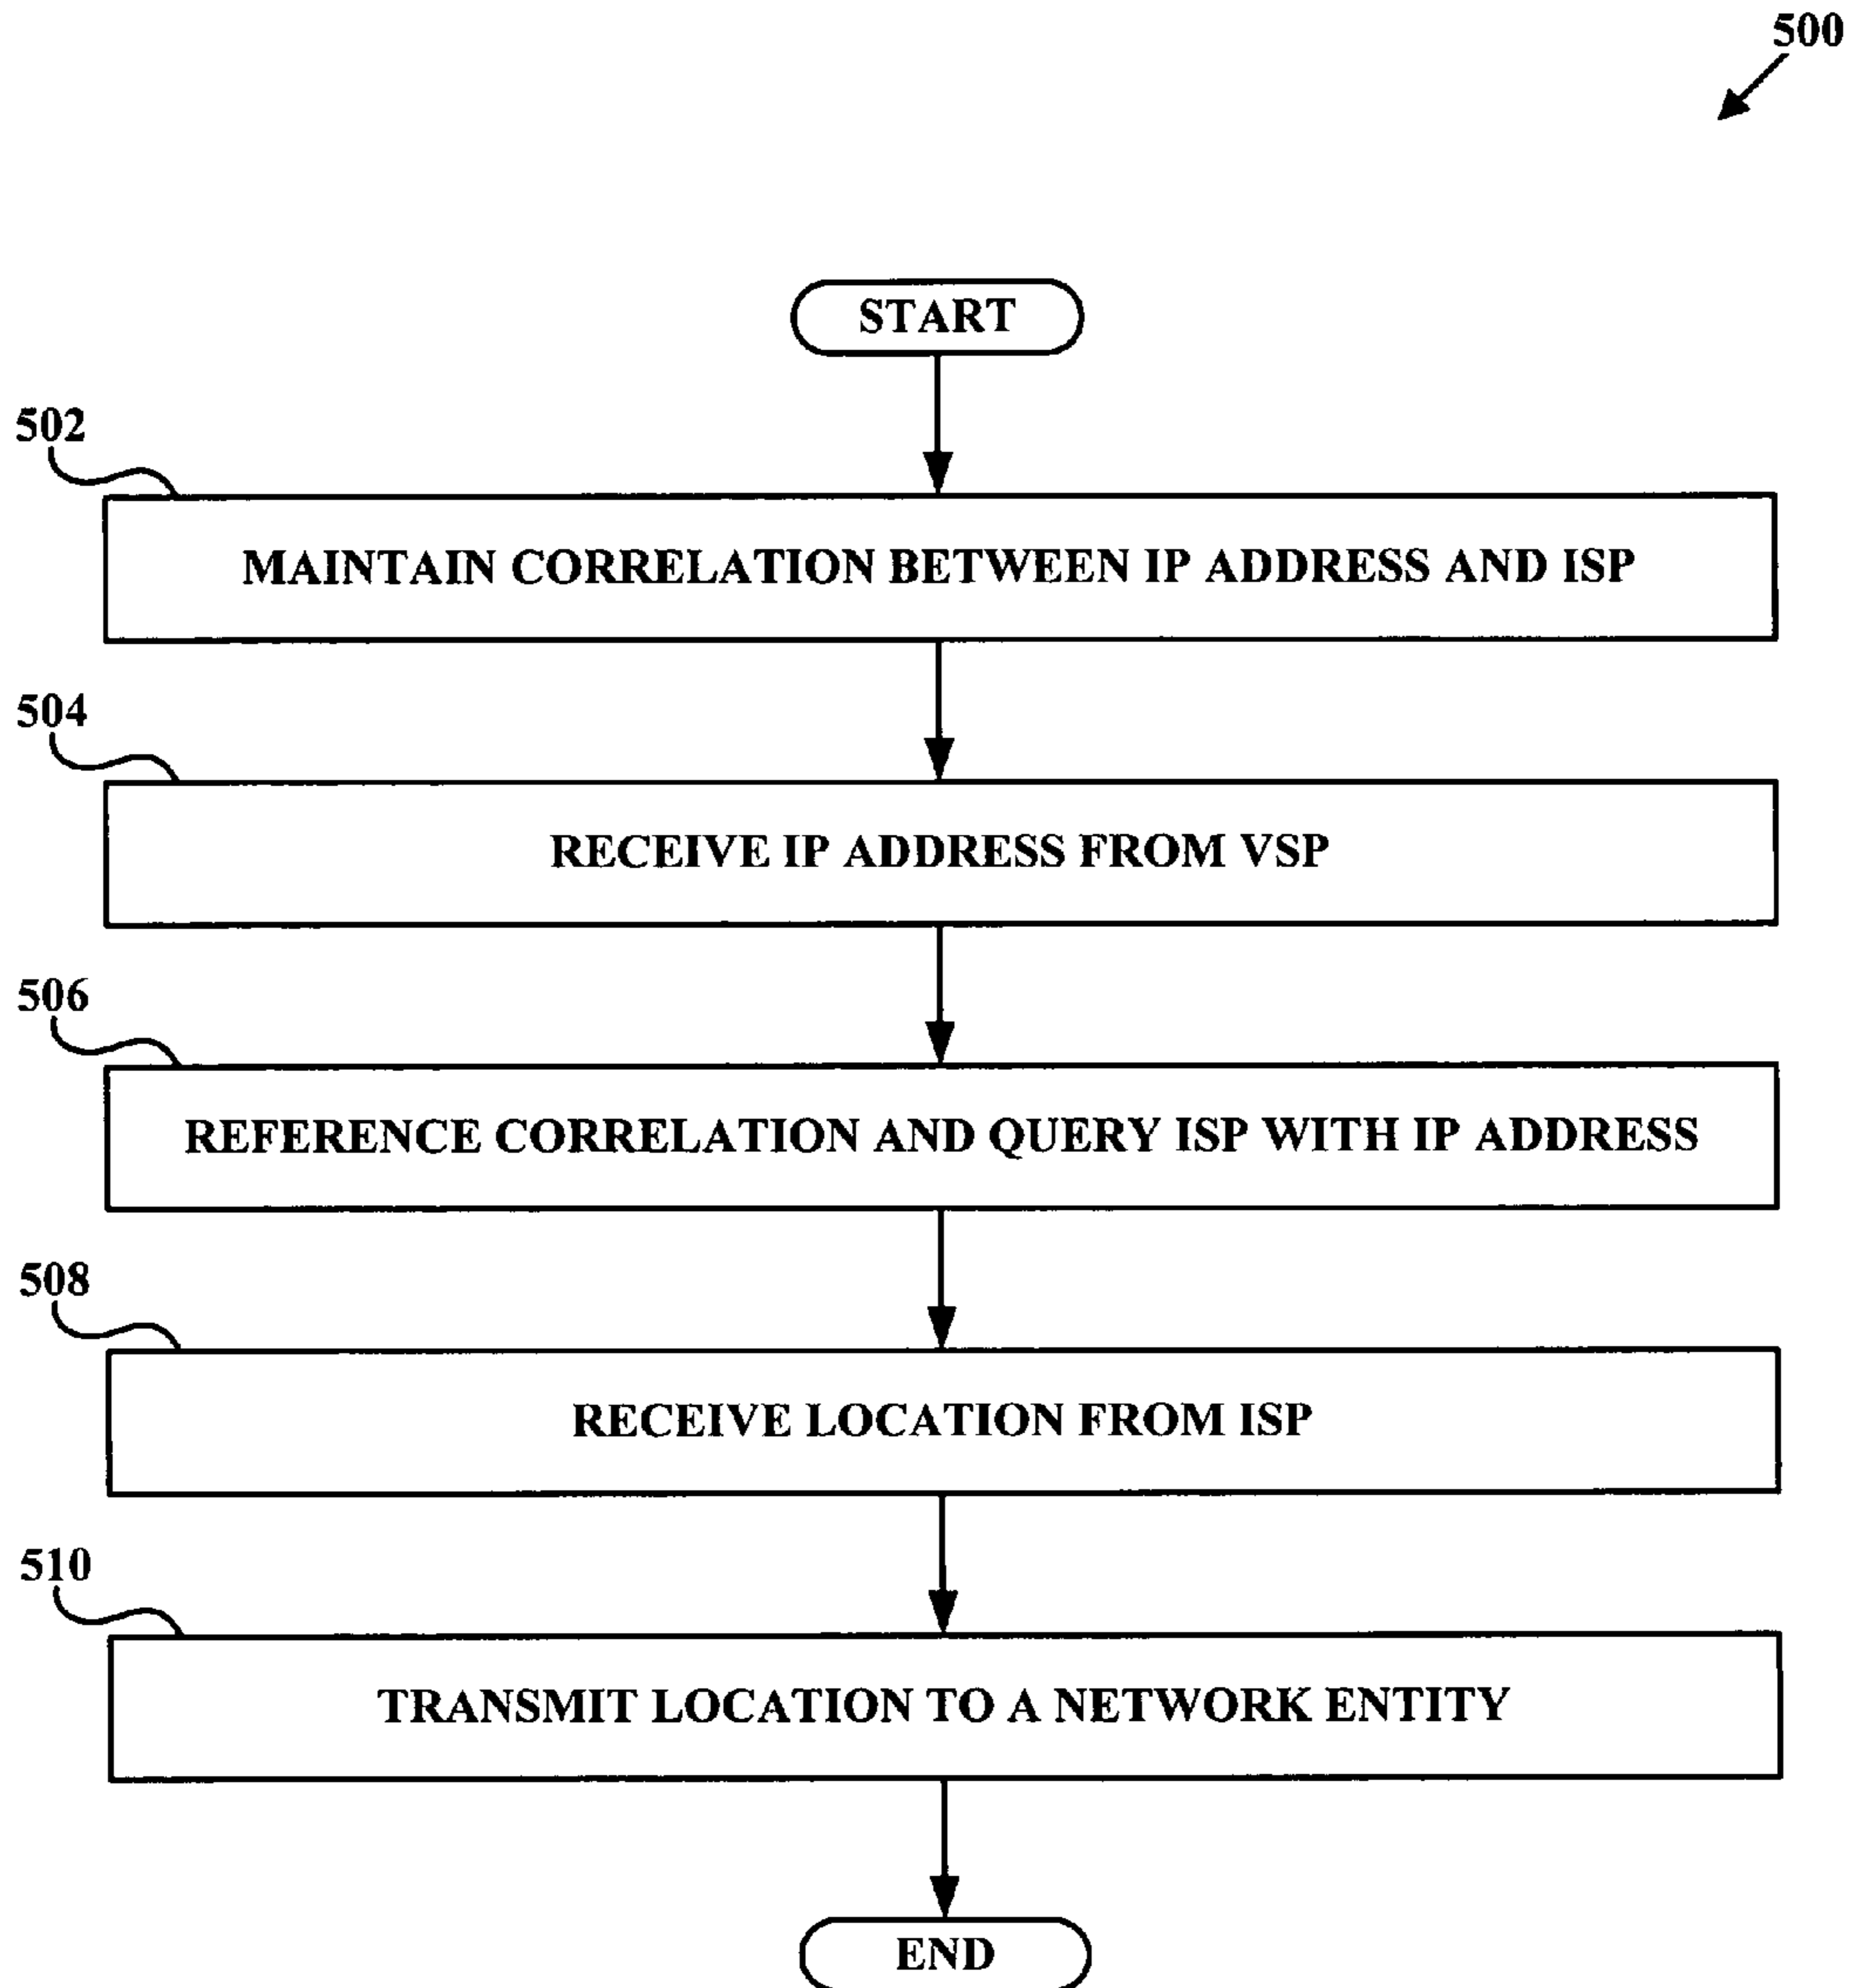 500
START
502
MAINTAIN CORRELATION BETWEEN IP ADDRESS AND ISP
504
RECEIVE IP ADDRESS FROM VSP
506
REFERENCE CORRELATION AND QUERY ISP WITH IP ADDRESS
508
RECEIVE LOCATION FROM ISP
510
TRANSMIT LOCATION TO A NETWORK ENTITY
END